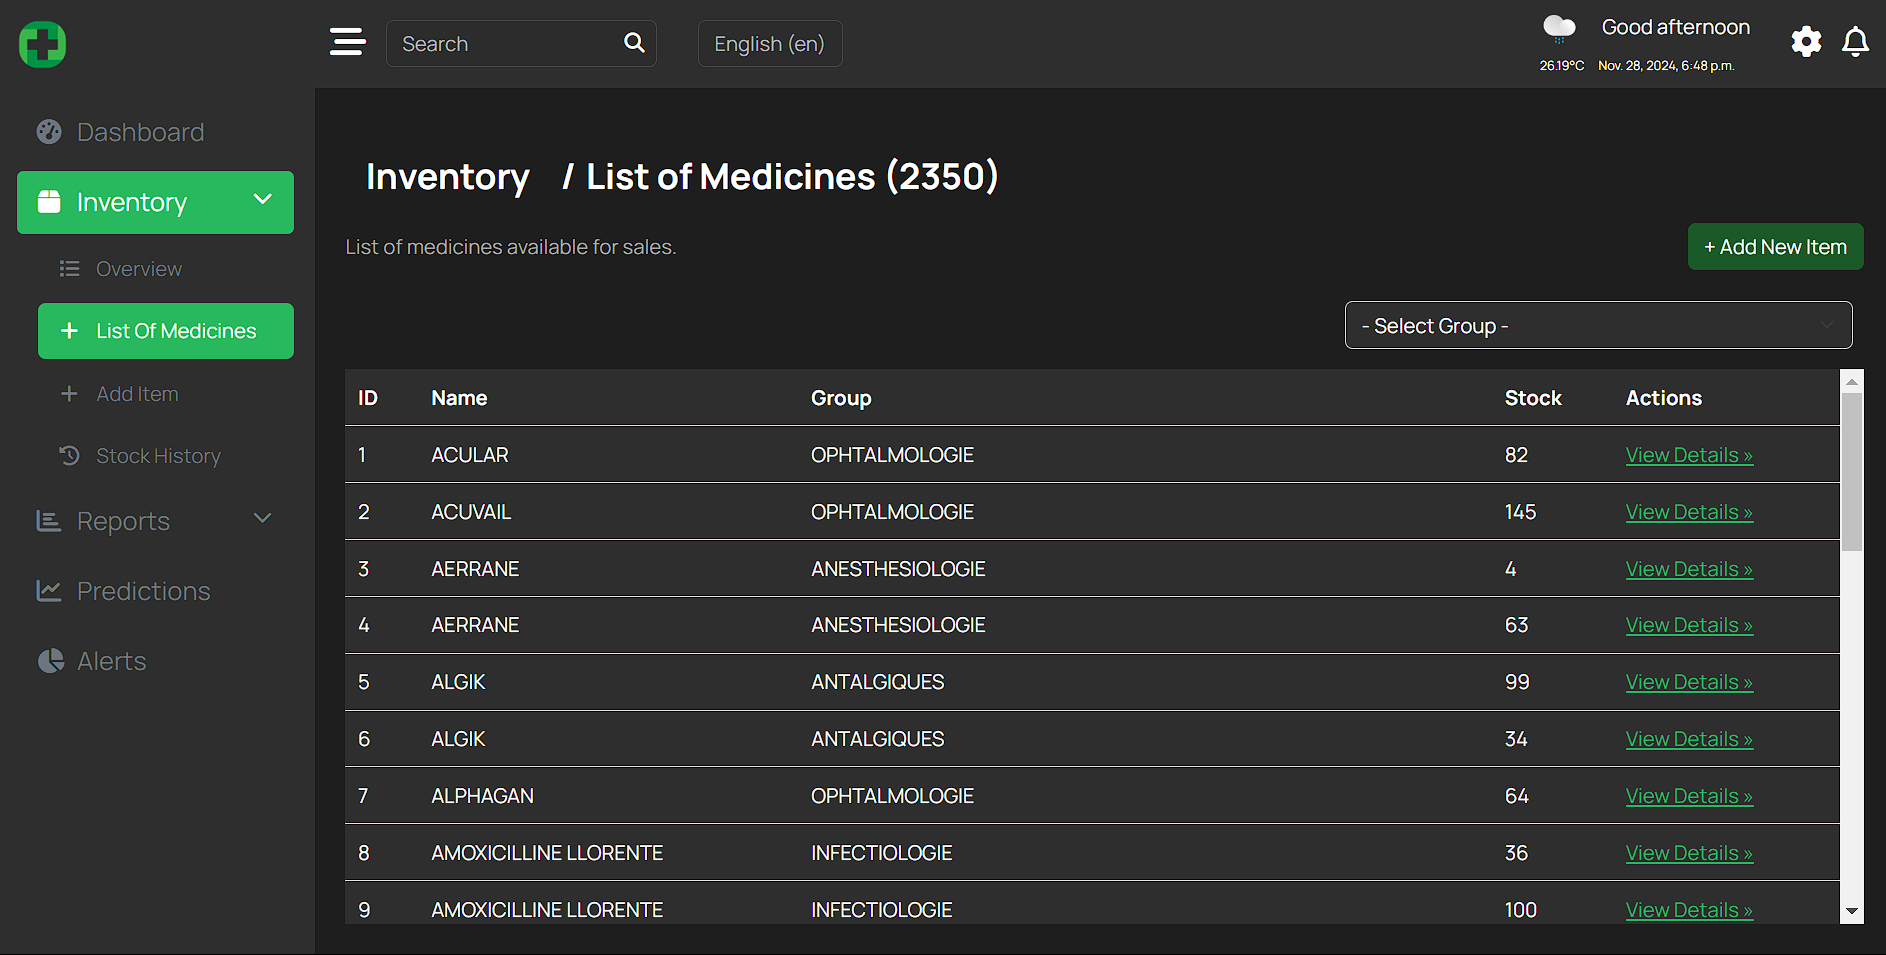 Search
English (en)
Good afternoon
26.19°C Nov. 28, 2024, 6:48 p.m.
Dashboard
Inventory
Overview
List Of Medicines
Add Item
Stock History
Reports
Predictions
Alerts
Inventory / List of Medicines (2350)
List of medicines available for sales.
+ Add New Item
- Select Group -
ID Name Group Stock Actions
1 ACULAR OPHTALMOLOGIE 82 View Details »
2 ACUVAIL OPHTALMOLOGIE 145 View Details »
3 AERRANE ANESTHESIOLOGIE 4 View Details »
4 AERRANE ANESTHESIOLOGIE 63 View Details »
5 ALGIK ANTALGIQUES 99 View Details »
6 ALGIK ANTALGIQUES 34 View Details »
7 ALPHAGAN OPHTALMOLOGIE 64 View Details »
8 AMOXICILLINE LLORENTE INFECTIOLOGIE 36 View Details »
9 AMOXICILLINE LLORENTE INFECTIOLOGIE 100 View Details »